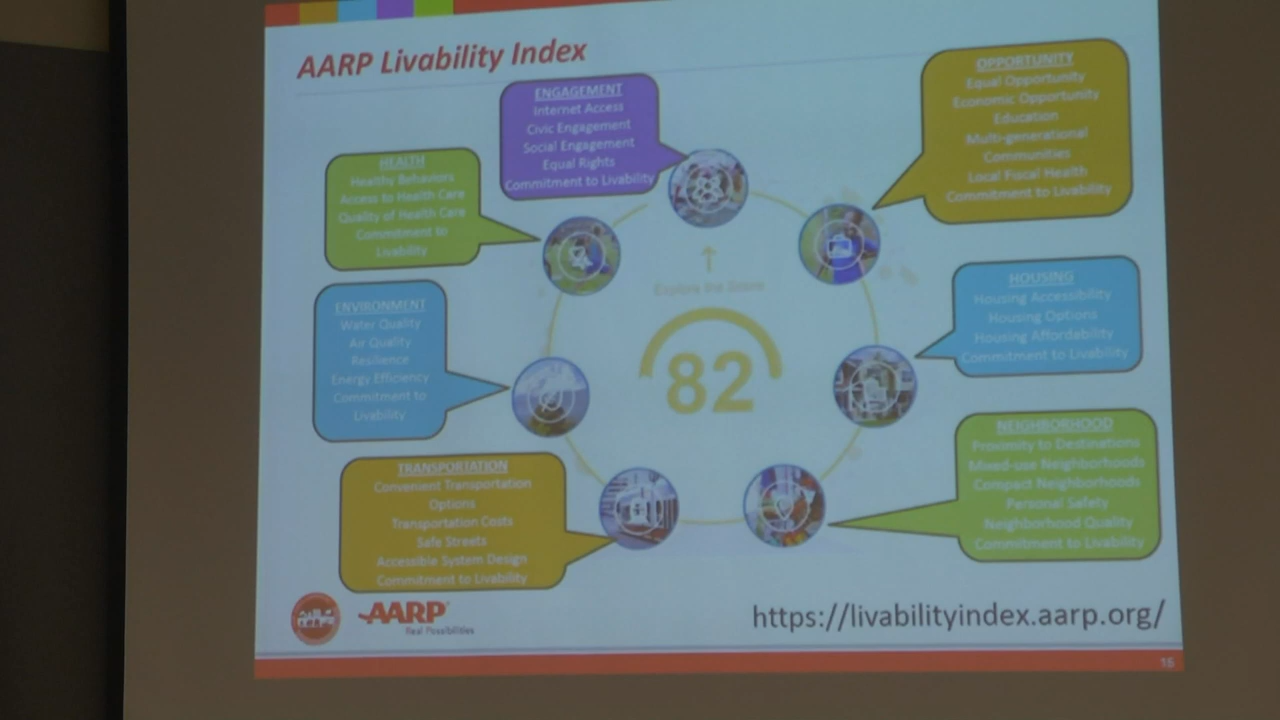 AARP Livability Index
ENGAGEMENT
Internet Access
Civic Engagement
Social Engagement
Equal Rights
Commitment to Livability
OPPORTUNITY
Equal Opportunity
Economic Opportunity
Education
Multi-generational
Communities
Local Fiscal Health
Commitment to Livability
HEALTH
Healthy Behaviors
Access to Health Care
Quality of Health Care
Commitment to
Livability
HOUSING
Housing Accessibility
Housing Options
Housing Affordability
Commitment to Livability
ENVIRONMENT
Water Quality
Air Quality
Resilience
Energy Efficiency
Commitment to
Livability
Explore the
82
NEIGHBORHOOD
Proximity to Destinations
Mixed-use Neighborhoods
Compact Neighborhoods
Personal Safety
Neighborhood Quality
Commitment to Livability
TRANSPORTATION
Convenient Transportation
Options
Transportation Costs
Safe Streets
Accessible System Design
Commitment to Livability
AARP
Real Possibilities
https://livabilityindex.aarp.org/
16